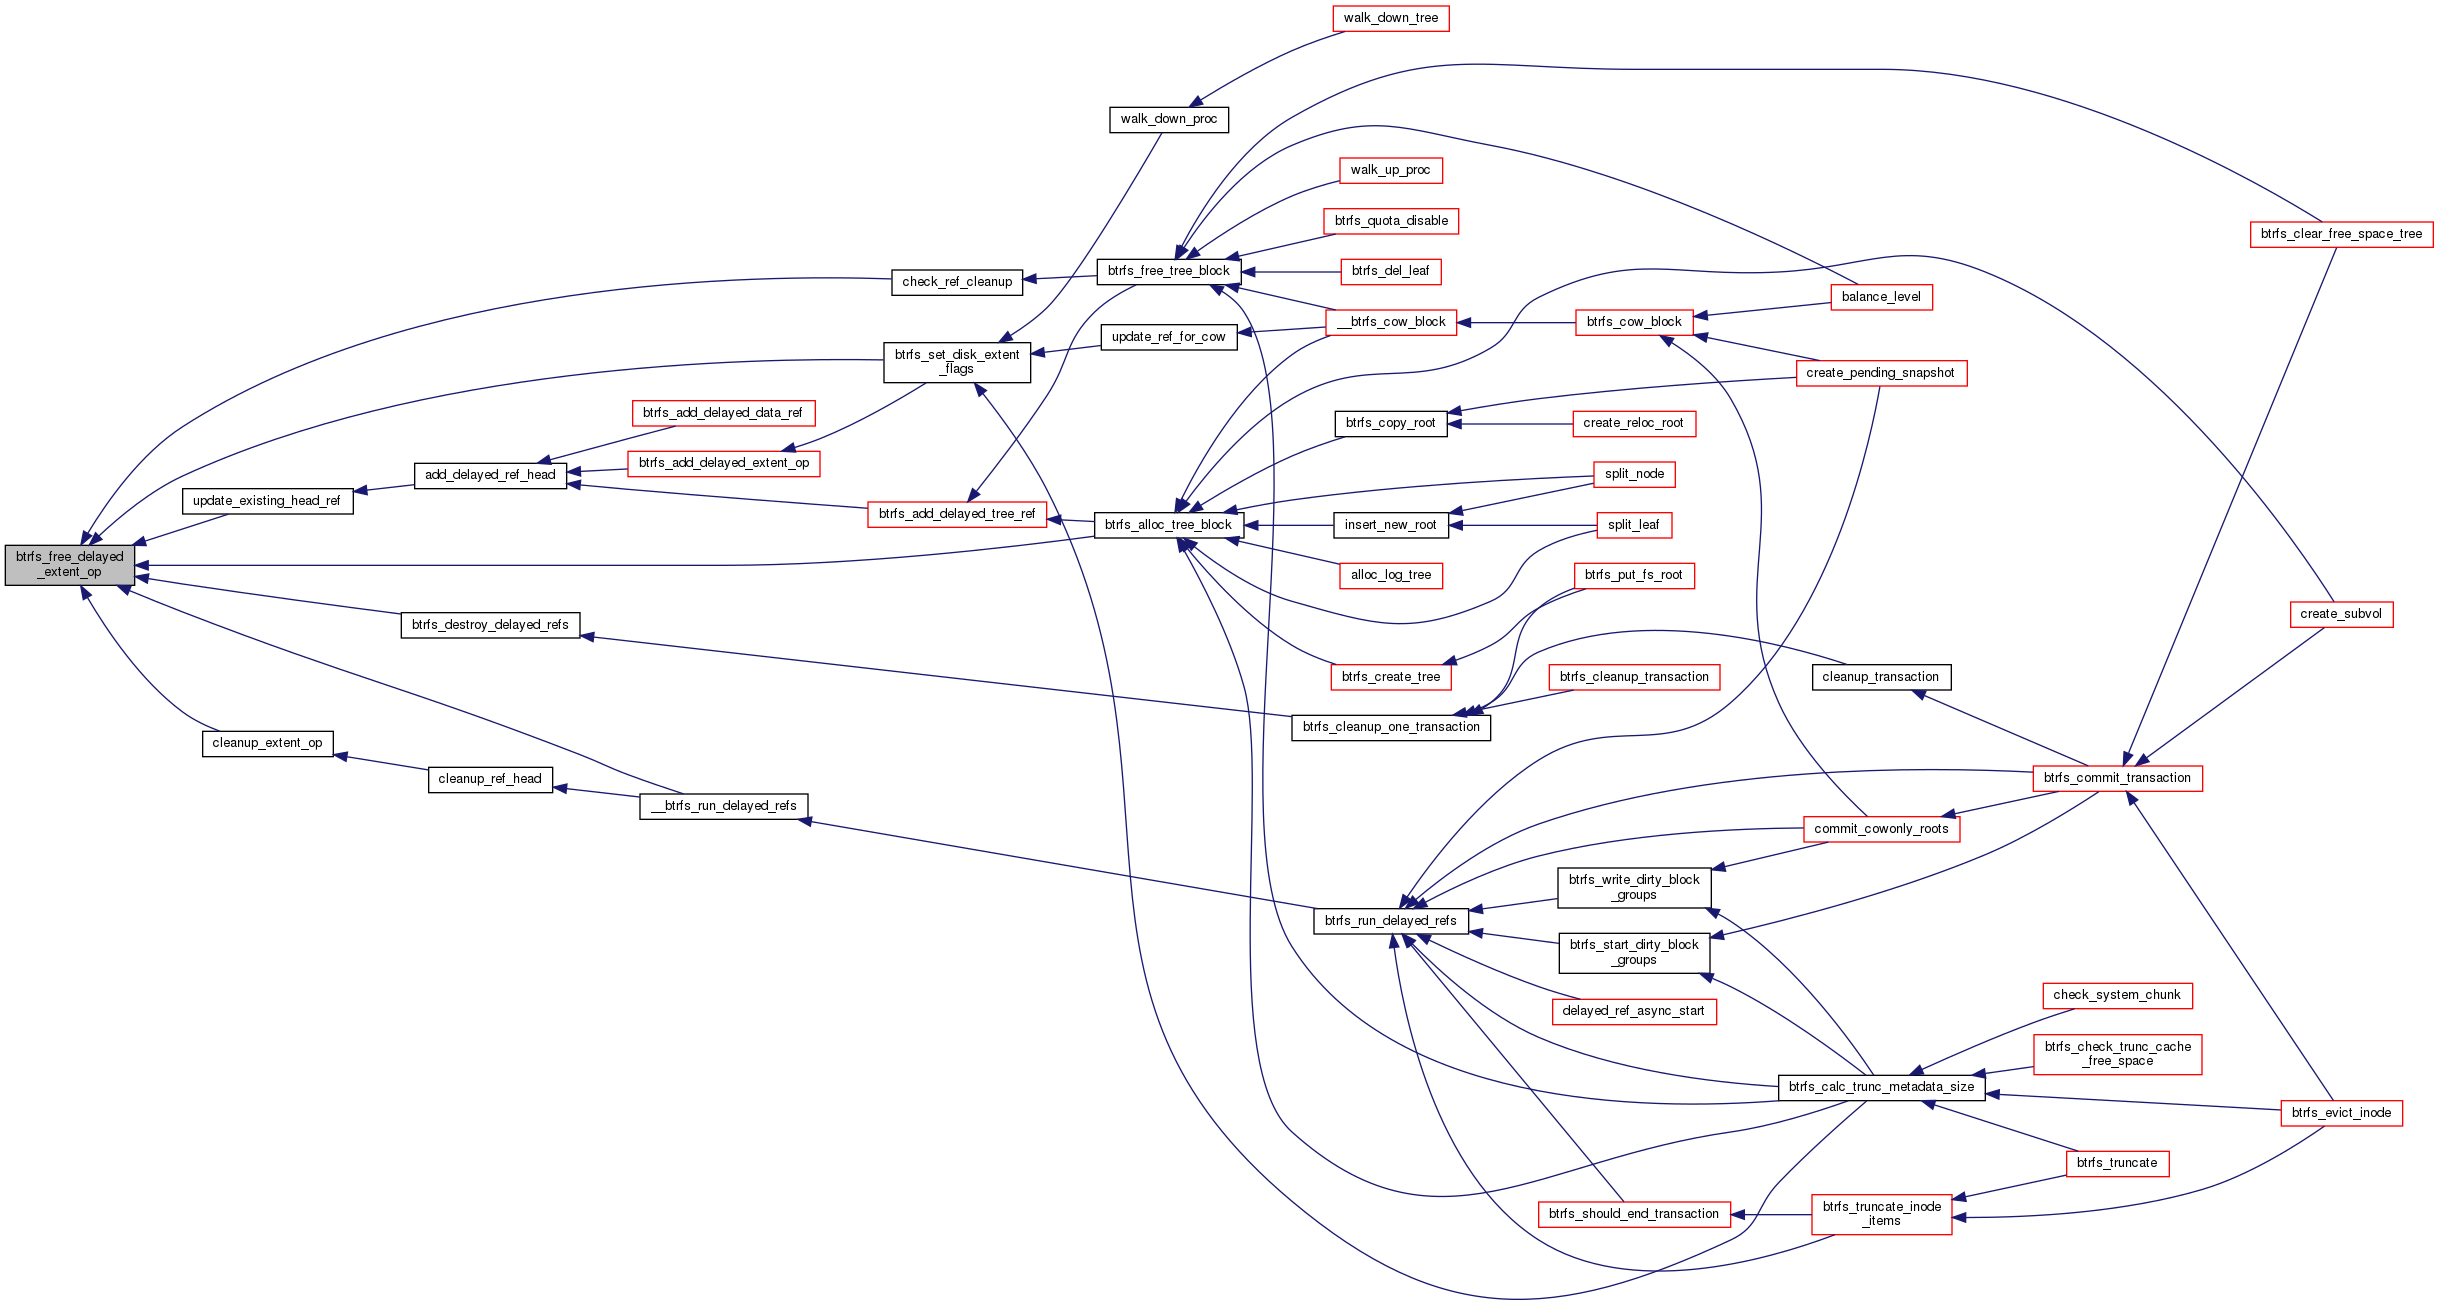 walk_down_tree
walk_down_proc
walk_up_proc
btrfs_quota_disable
btrfs_clear_free_space_tree
btrfs_free_tree_block
btrfs_del_leaf
check_ref_cleanup
balance_level
__btrfs_cow_block
btrfs_cow_block
update_ref_for_cow
btrfs_set_disk_extent
_flags
create_pending_snapshot
btrfs_add_delayed_data_ref
btrfs_copy_root
create_reloc_root
btrfs_add_delayed_extent_op
add_delayed_ref_head
split_node
update_existing_head_ref
btrfs_add_delayed_tree_ref
btrfs_alloc_tree_block
insert_new_root
split_leaf
btrfs_free_delayed
_extent_op
alloc_log_tree
btrfs_put_fs_root
btrfs_destroy_delayed_refs
create_subvol
btrfs_create_tree
btrfs_cleanup_transaction
cleanup_transaction
btrfs_cleanup_one_transaction
cleanup_extent_op
cleanup_ref_head
btrfs_commit_transaction
__btrfs_run_delayed_refs
commit_cowonly_roots
btrfs_write_dirty_block
_groups
btrfs_run_delayed_refs
btrfs_start_dirty_block
_groups
delayed_ref_async_start
check_system_chunk
btrfs_check_trunc_cache
_free_space
btrfs_calc_trunc_metadata_size
btrfs_evict_inode
btrfs_truncate
btrfs_should_end_transaction
btrfs_truncate_inode
_items